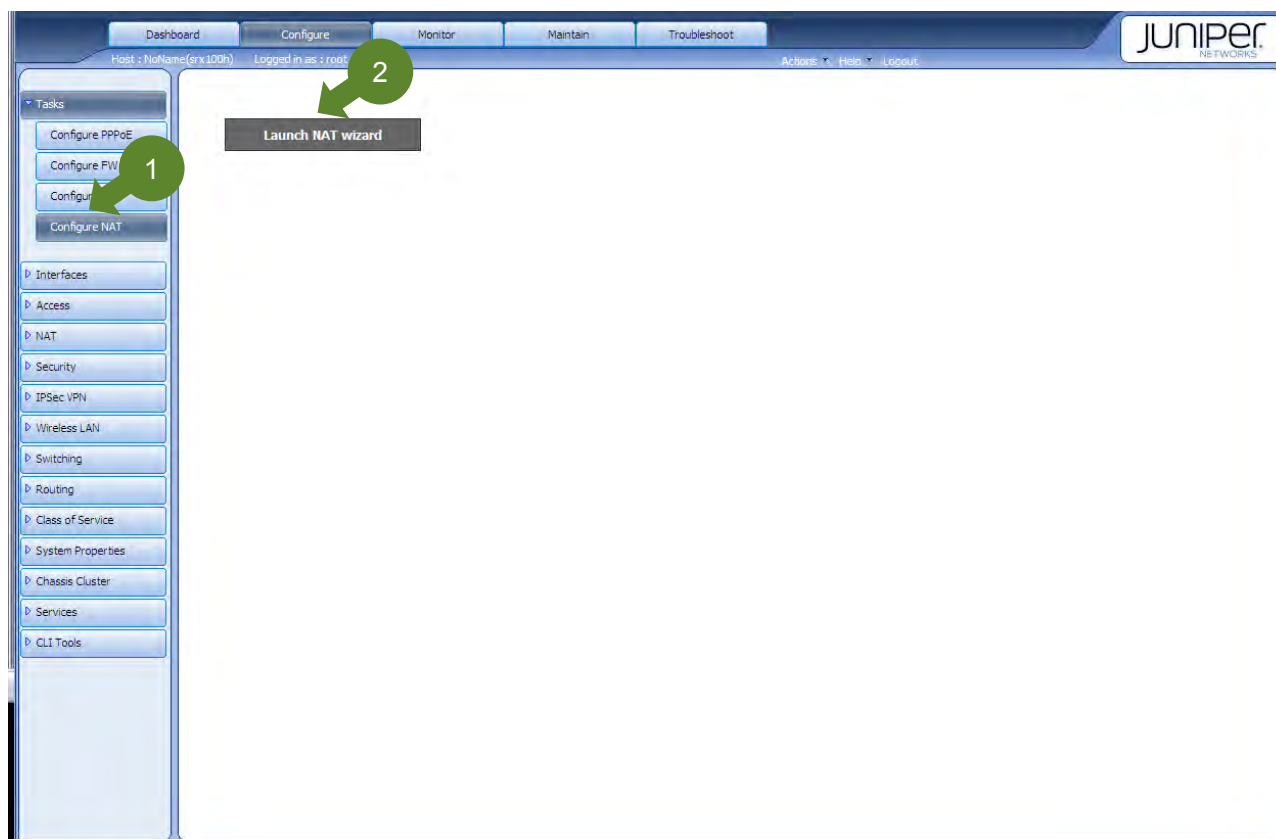 Dashboard
Configure
Monitor
Maintain
Troubleshoot
JUNIPER
NETWORKS
Host : NoName(srx100h)
Logged in as : root
Actions
Help
Logout
2
Tasks
Launch NAT wizard
Configure PPPoE
Configure FW
1
Configure NAT
Interfaces
Access
NAT
Security
IPSec VPN
Wireless LAN
Switching
Routing
Class of Service
System Properties
Chassis Cluster
Services
CLI Tools